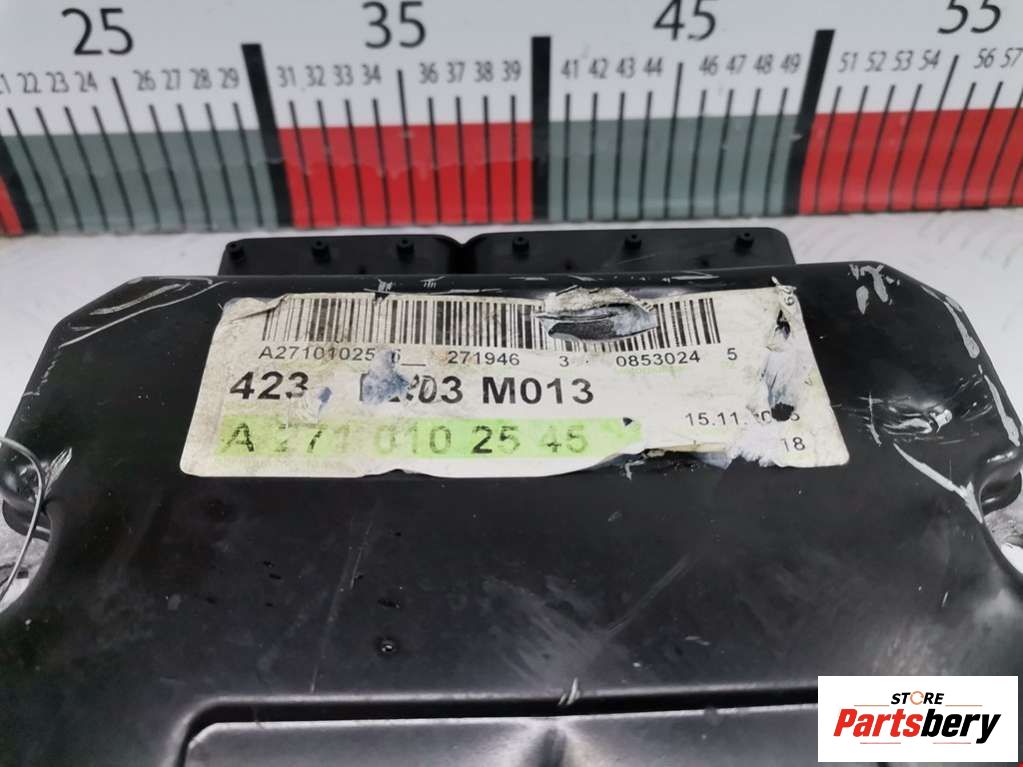 25 35 45 55
21 22 23 24 26 27 28 29 31 32 33 34 36 37 38 39 41 42 43 44 46 47 48 49 51 52 53 54 56 57
271946 3 0853024 5
423 M013
A 271 010 25 45
15.11
18
STORE
Partsbery